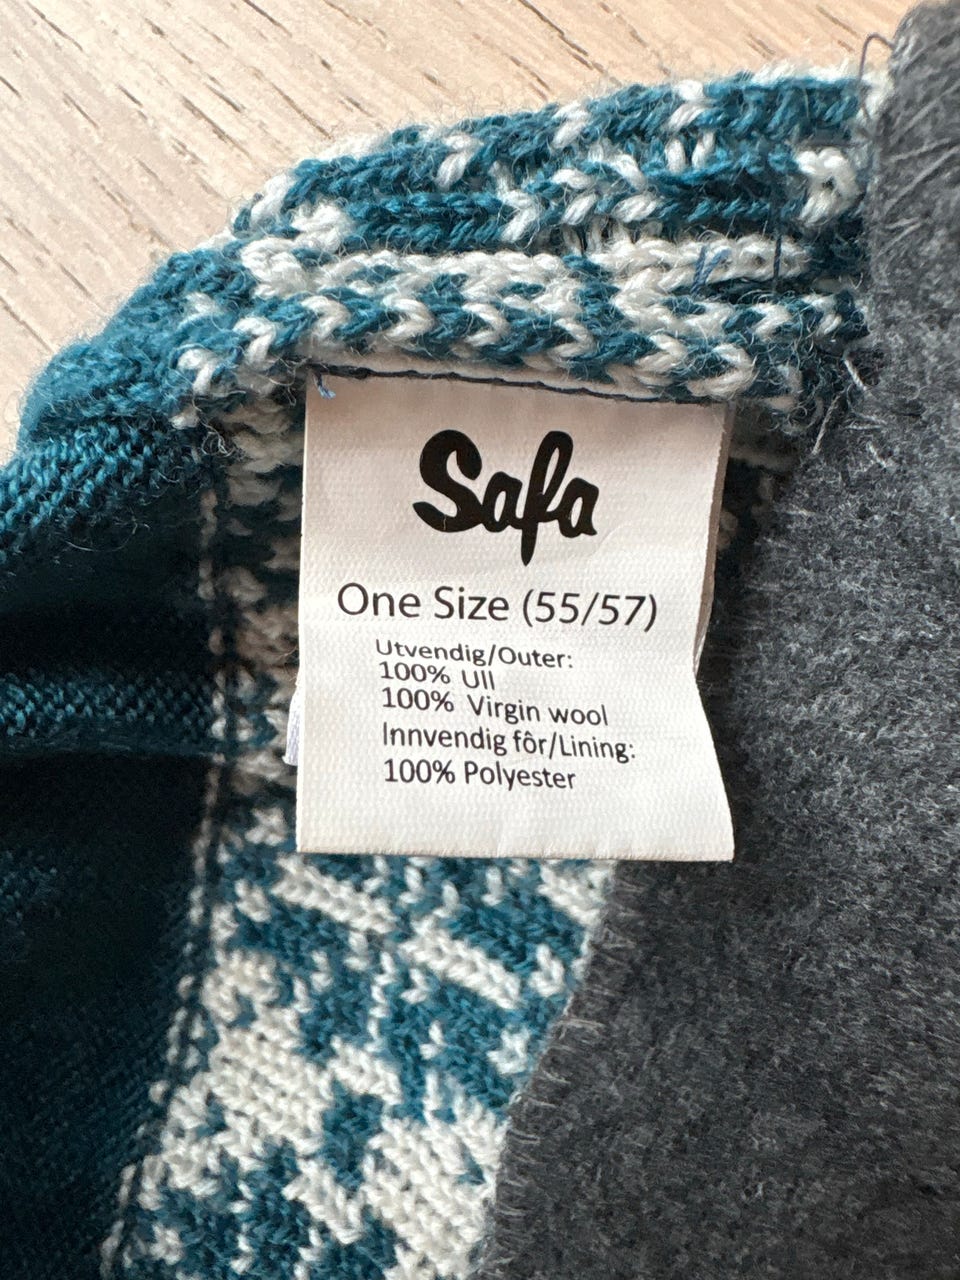 Safa
One Size (55/57)
Utvendig/Outer:
100% Ull
100% Virgin wool
Innvendig fôr/Lining:
100% Polyester